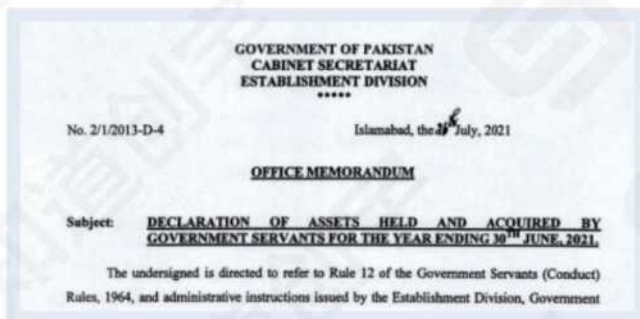 GOVERNMENT OF PAKISTAN
CABINET SECRETARIAT
ESTABLISHMENT DIVISION
*****
No. 2/1/2013-D-4 Islamabad, the July, 2021
OFFICE MEMORANDUM
Subject: DECLARATION OF ASSETS HELD AND ACQUIRED BY
GOVERNMENT SERVANTS FOR THE YEAR ENDING 30TH JUNE, 2021.
The undersigned is directed to refer to Rule 12 of the Government Servants (Conduct)
Rules, 1964, and administrative instructions issued by the Establishment Division, Government